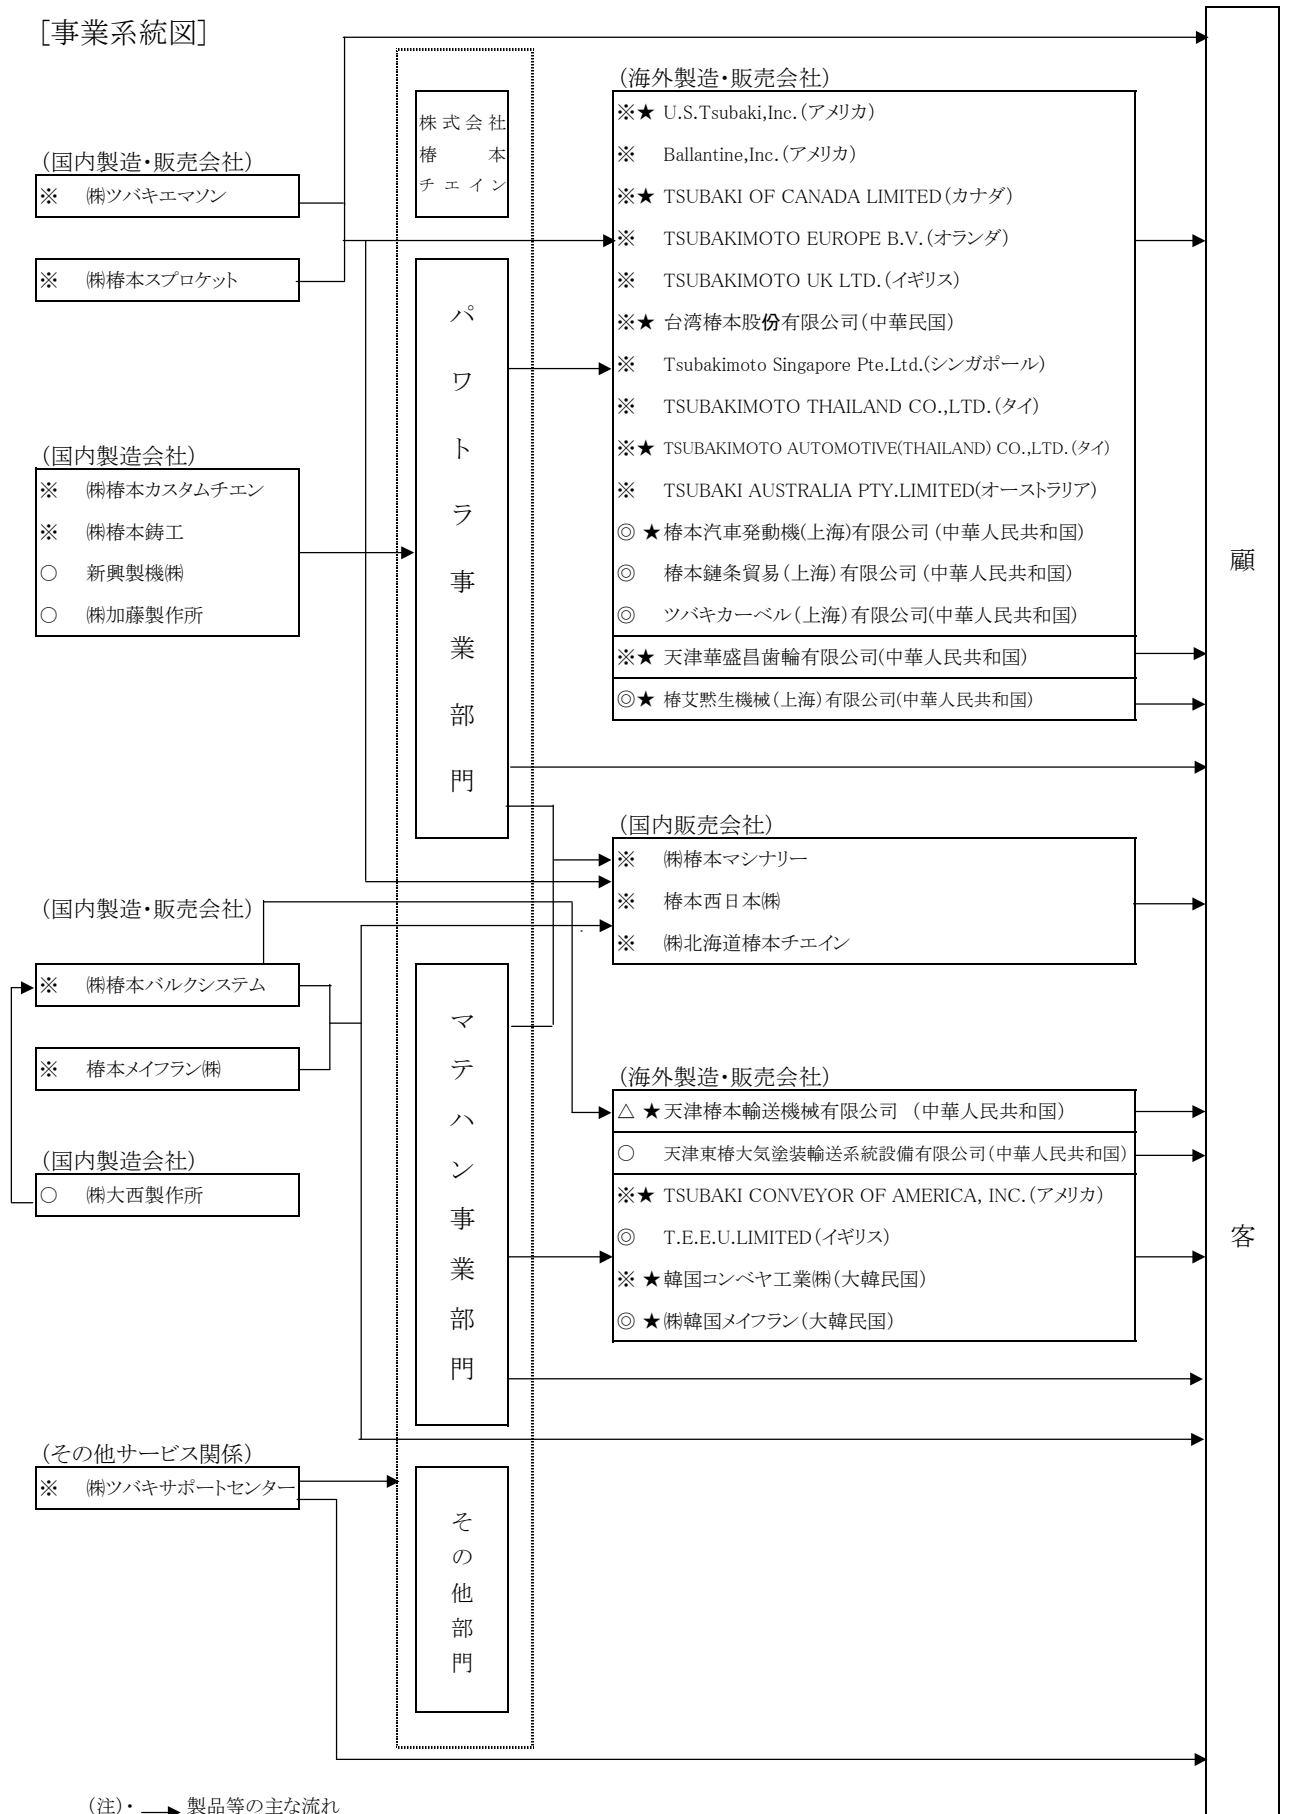 [事業系統図]
(海外製造・販売会社)
株式会社
椿本
チエイン
※★ U.S.Tsubaki,Inc.(アメリカ)
※ Ballantine,Inc.(アメリカ)
※★ TSUBAKI OF CANADA LIMITED(カナダ)
※ TSUBAKIMOTO EUROPE B.V.(オランダ)
※ TSUBAKIMOTO UK LTD.(イギリス)
※★ 台湾椿本股份有限公司(中華民国)
※ Tsubakimoto Singapore Pte.Ltd.(シンガポール)
※ TSUBAKIMOTO THAILAND CO.,LTD.(タイ)
※★ TSUBAKIMOTO AUTOMOTIVE(THAILAND) CO.,LTD.(タイ)
※ TSUBAKI AUSTRALIA PTY.LIMITED(オーストラリア)
◎ ★椿本汽車発動機(上海)有限公司 (中華人民共和国)
◎ 椿本鏈条貿易(上海)有限公司 (中華人民共和国)
◎ ツバキカーベル(上海)有限公司(中華人民共和国)
※★ 天津華盛昌歯輪有限公司(中華人民共和国)
◎★ 椿艾黙生機械(上海)有限公司(中華人民共和国)
(国内製造・販売会社)
※ ㈱ツバキエマソン
※ ㈱椿本スプロケット
(国内製造会社)
※ ㈱椿本カスタムチエン
※ ㈱椿本鋳工
○ 新興製機㈱
○ ㈱加藤製作所
パワトラ事業部門
(国内販売会社)
※ ㈱椿本マシナリー
※ 椿本西日本㈱
※ ㈱北海道椿本チエイン
(国内製造・販売会社)
※ ㈱椿本バルクシステム
※ 椿本メイフラン㈱
(国内製造会社)
○ ㈱大西製作所
マテハン事業部門
(海外製造・販売会社)
△ ★天津椿本輸送機械有限公司 (中華人民共和国)
○ 天津東椿大気塗装輸送系統設備有限公司(中華人民共和国)
※★ TSUBAKI CONVEYOR OF AMERICA, INC.(アメリカ)
◎ T.E.E.U.LIMITED(イギリス)
※ ★韓国コンベヤ工業㈱(大韓民国)
◎ ★㈱韓国メイフラン(大韓民国)
(その他サービス関係)
※ ㈱ツバキサポートセンター
その他部門
顧客
(注)・ → 製品等の主な流れ